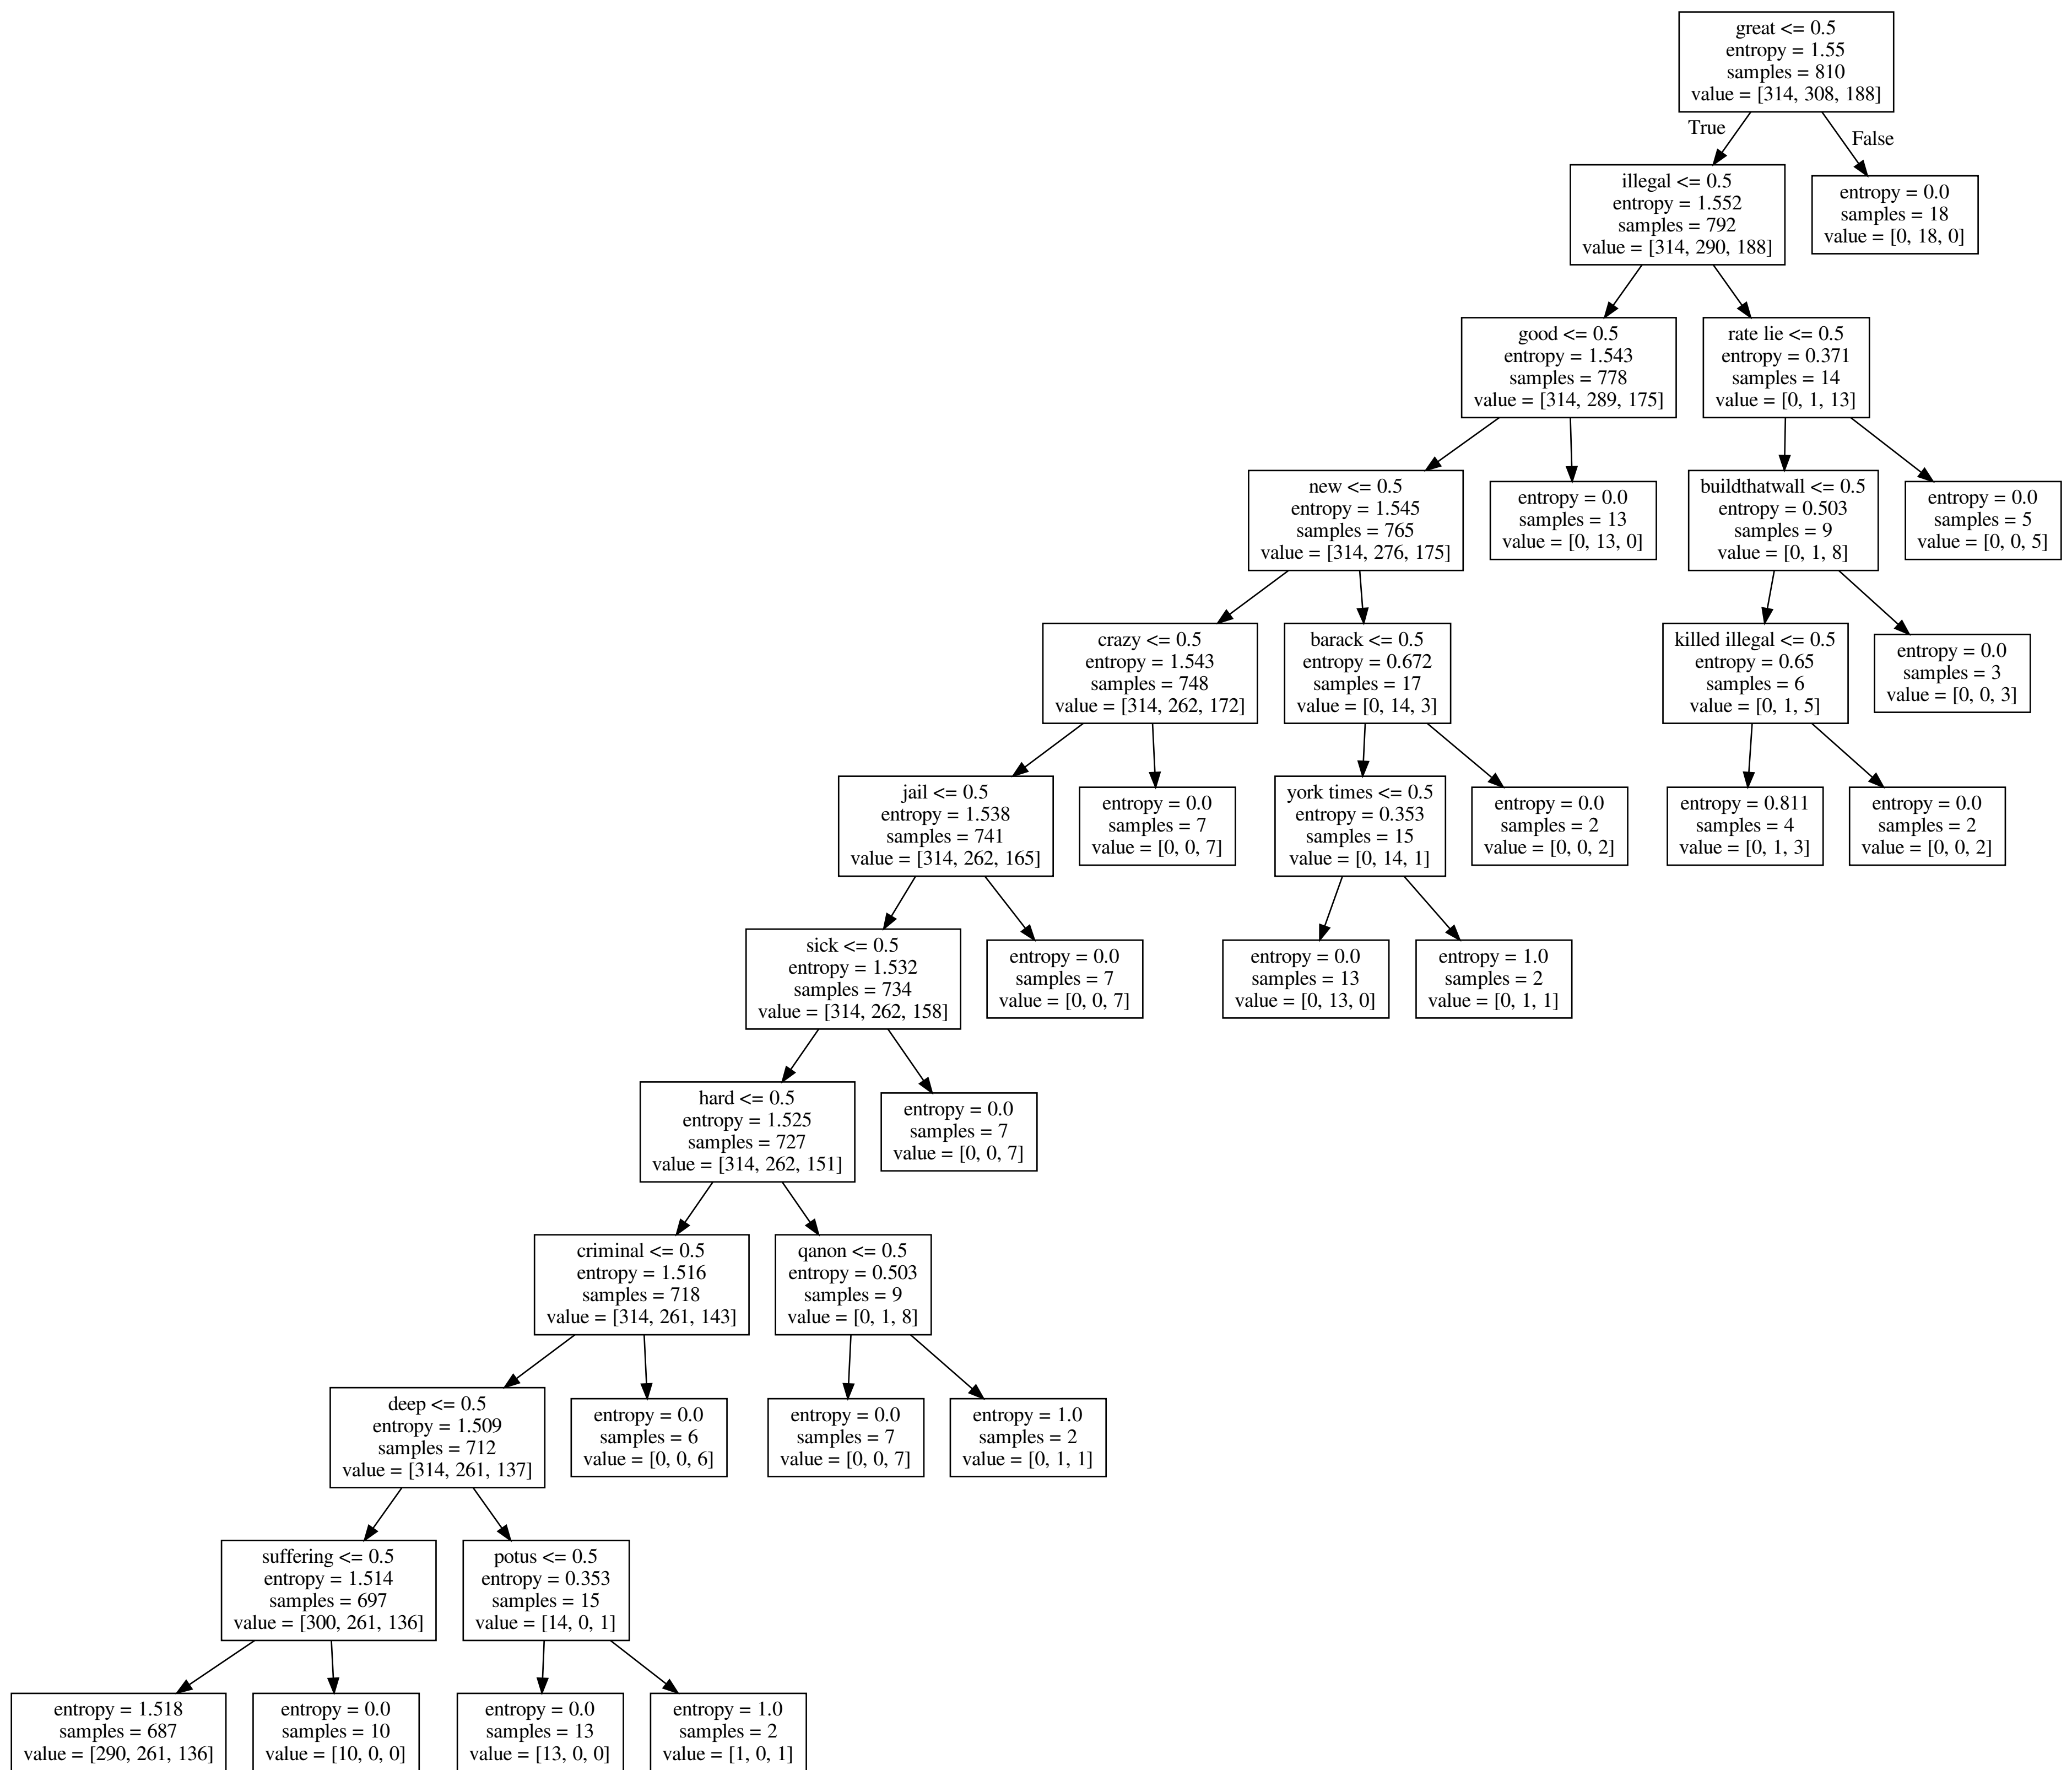 great <= 0.5
entropy = 1.55
samples = 810
value = [314, 308, 188]
True
False
illegal <= 0.5
entropy = 1.552
samples = 792
value = [314, 290, 188]
entropy = 0.0
samples = 18
value = [0, 18, 0]
good <= 0.5
entropy = 1.543
samples = 778
value = [314, 289, 175]
rate lie <= 0.5
entropy = 0.371
samples = 14
value = [0, 1, 13]
new <= 0.5
entropy = 1.545
samples = 765
value = [314, 276, 175]
entropy = 0.0
samples = 13
value = [0, 13, 0]
buildthatwall <= 0.5
entropy = 0.503
samples = 9
value = [0, 1, 8]
entropy = 0.0
samples = 5
value = [0, 0, 5]
crazy <= 0.5
entropy = 1.543
samples = 748
value = [314, 262, 172]
barack <= 0.5
entropy = 0.672
samples = 17
value = [0, 14, 3]
killed illegal <= 0.5
entropy = 0.65
samples = 6
value = [0, 1, 5]
entropy = 0.0
samples = 3
value = [0, 0, 3]
jail <= 0.5
entropy = 1.538
samples = 741
value = [314, 262, 165]
entropy = 0.0
samples = 7
value = [0, 0, 7]
york times <= 0.5
entropy = 0.353
samples = 15
value = [0, 14, 1]
entropy = 0.0
samples = 2
value = [0, 0, 2]
entropy = 0.811
samples = 4
value = [0, 1, 3]
entropy = 0.0
samples = 2
value = [0, 0, 2]
sick <= 0.5
entropy = 1.532
samples = 734
value = [314, 262, 158]
entropy = 0.0
samples = 7
value = [0, 0, 7]
entropy = 0.0
samples = 13
value = [0, 13, 0]
entropy = 1.0
samples = 2
value = [0, 1, 1]
hard <= 0.5
entropy = 1.525
samples = 727
value = [314, 262, 151]
entropy = 0.0
samples = 7
value = [0, 0, 7]
criminal <= 0.5
entropy = 1.516
samples = 718
value = [314, 261, 143]
qanon <= 0.5
entropy = 0.503
samples = 9
value = [0, 1, 8]
deep <= 0.5
entropy = 1.509
samples = 712
value = [314, 261, 137]
entropy = 0.0
samples = 6
value = [0, 0, 6]
entropy = 0.0
samples = 7
value = [0, 0, 7]
entropy = 1.0
samples = 2
value = [0, 1, 1]
suffering <= 0.5
entropy = 1.514
samples = 697
value = [300, 261, 136]
potus <= 0.5
entropy = 0.353
samples = 15
value = [14, 0, 1]
entropy = 1.518
samples = 687
value = [290, 261, 136]
entropy = 0.0
samples = 10
value = [10, 0, 0]
entropy = 0.0
samples = 13
value = [13, 0, 0]
entropy = 1.0
samples = 2
value = [1, 0, 1]